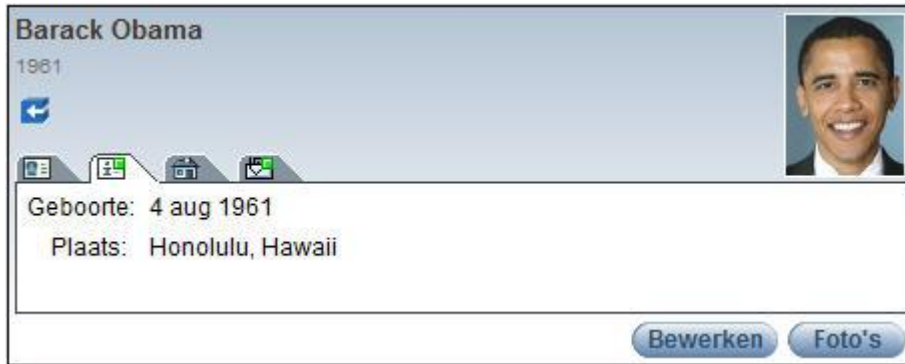 Barack Obama
1961
Geboorte: 4 aug 1961
Plaats: Honolulu, Hawaii
Bewerken Foto's